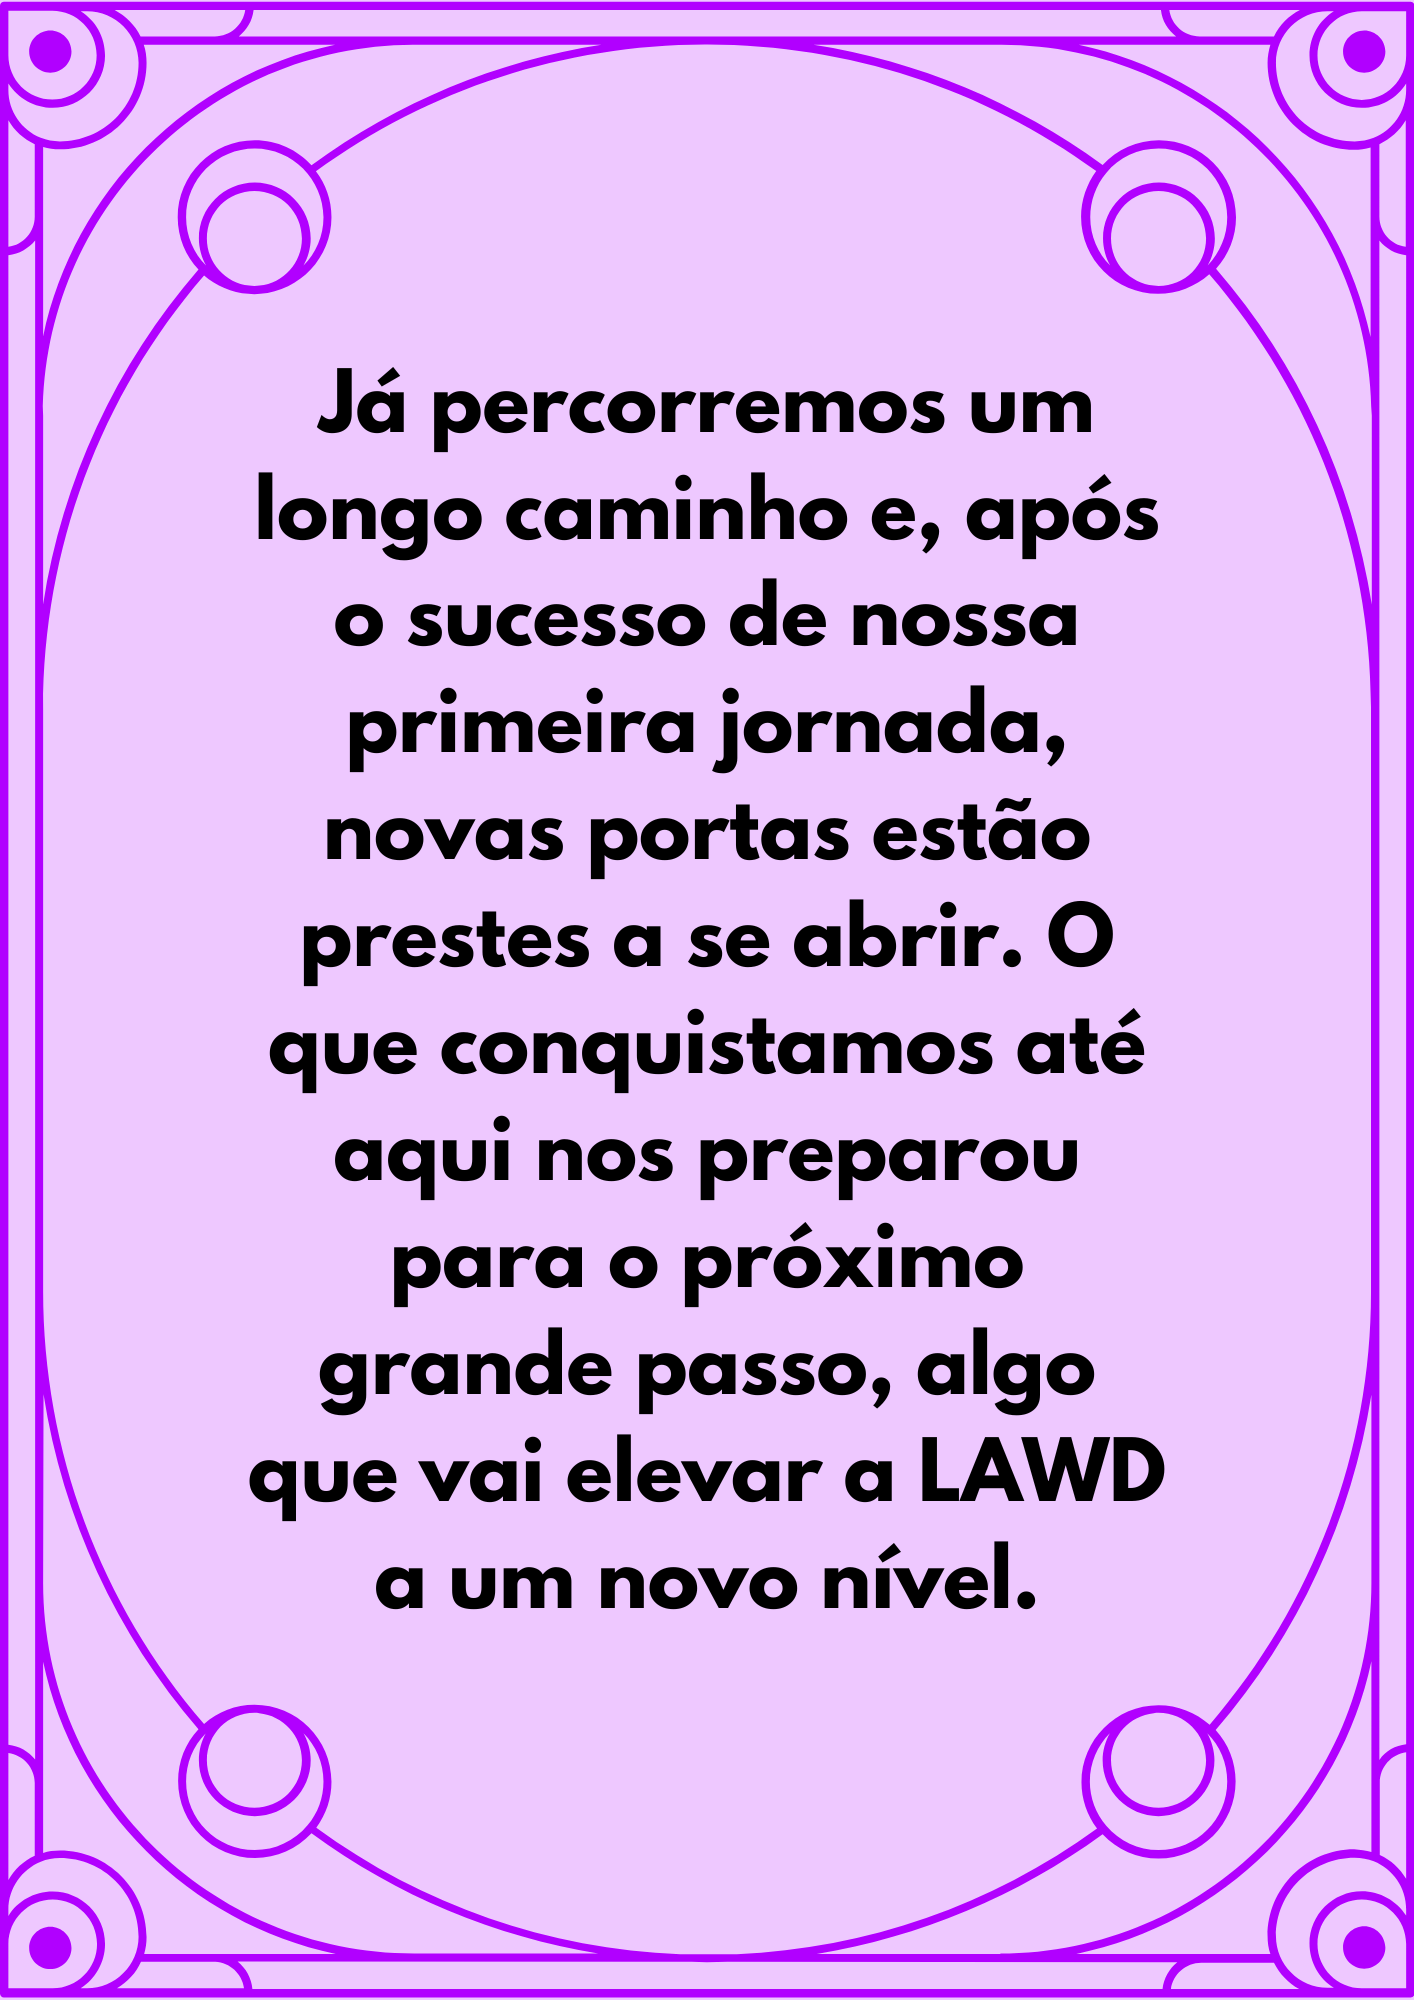 Já percorremos um
longo caminho e, após
o sucesso de nossa
primeira jornada,
novas portas estão
prestes a se abrir. O
que conquistamos até
aqui nos preparou
para o próximo
grande passo, algo
que vai elevar a LAWD
a um novo nível.